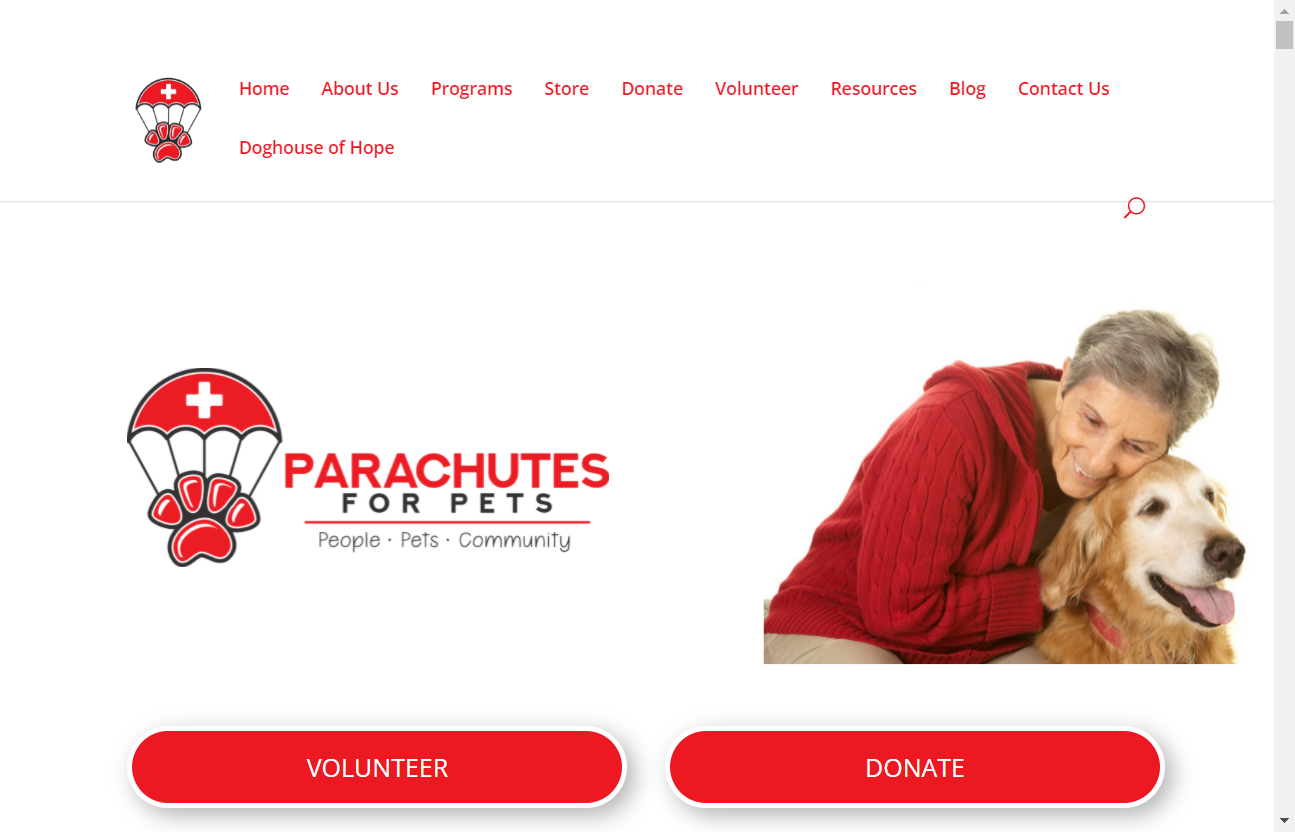 Home About Us Programs Store Donate Volunteer Resources Blog Contact Us
Doghouse of Hope
PARACHUTES
FOR PETS
People · Pets · Community
VOLUNTEER DONATE